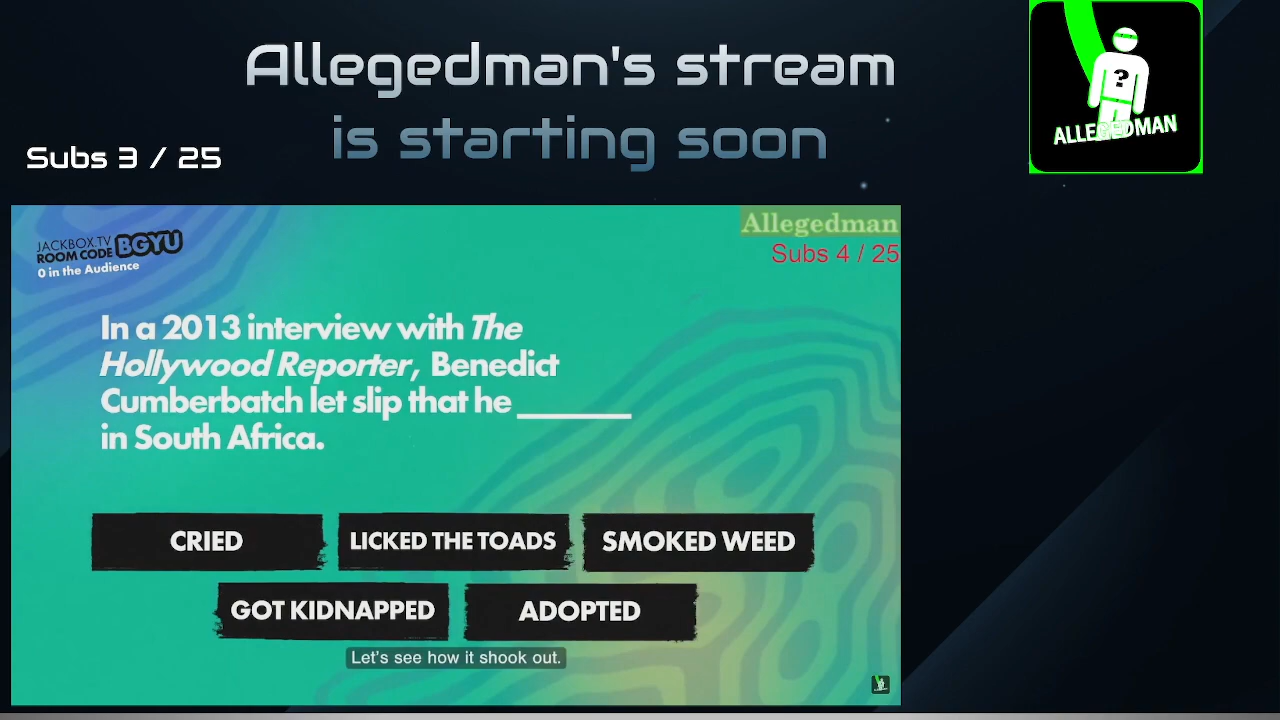 Allegedman's stream
is starting soon
Subs 3 / 25
?
ALLEGEDMAN
JACKBOX.TV
ROOM CODE BGYU
0 in the Audience
Allegedman
Subs 4 / 25
In a 2013 interview with The
Hollywood Reporter, Benedict
Cumberbatch let slip that he ______
in South Africa.
CRIED
LICKED THE TOADS
SMOKED WEED
GOT KIDNAPPED
ADOPTED
Let's see how it shook out.